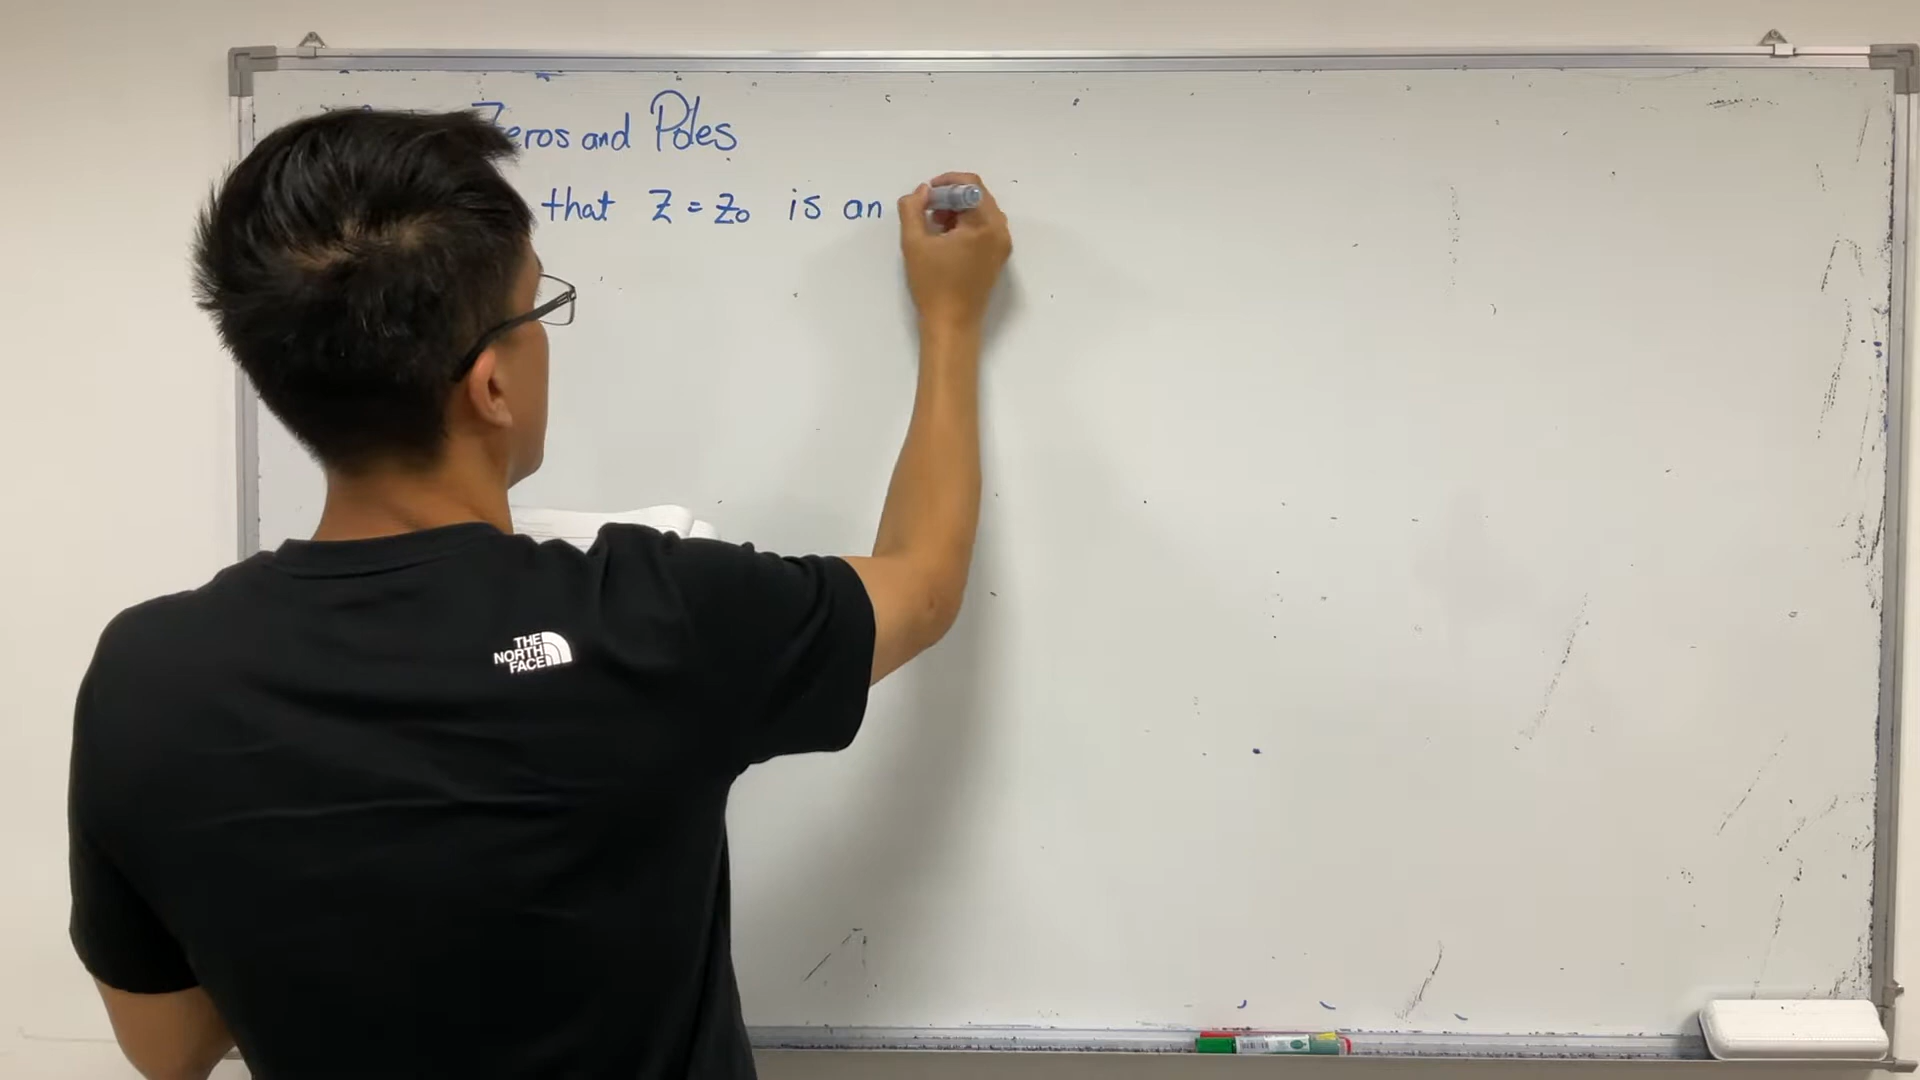 Zeros and Poles
that z = z₀ is an
THE
NORTH
FACE